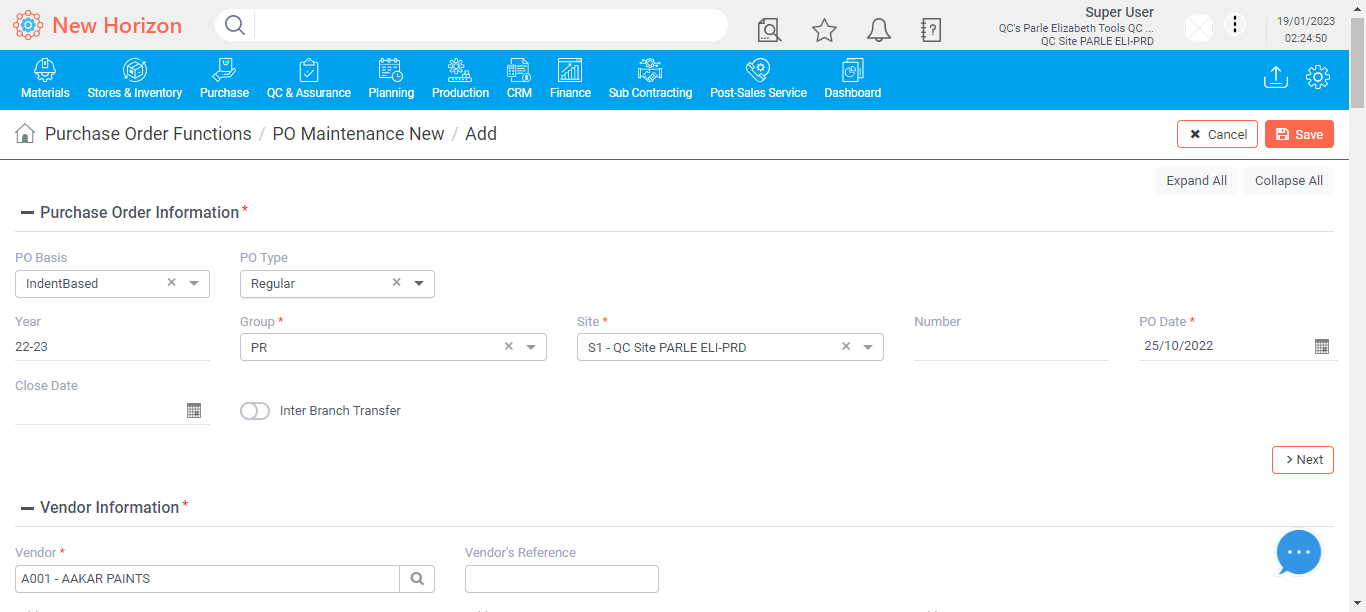 New Horizon
Super User
QC's Parle Elizabeth Tools QC ...
QC Site PARLE ELI-PRD
19/01/2023
02:24:50
Materials Stores & Inventory Purchase QC & Assurance Planning Production CRM Finance Sub Contracting Post-Sales Service Dashboard
Purchase Order Functions / PO Maintenance New / Add
Cancel Save
Expand All Collapse All
Purchase Order Information *
PO Basis PO Type
IndentBased Regular
Year Group * Site * Number PO Date *
22-23 PR S1 - QC Site PARLE ELI-PRD 25/10/2022
Close Date
Inter Branch Transfer
Next
Vendor Information *
Vendor * Vendor's Reference
A001 - AAKAR PAINTS